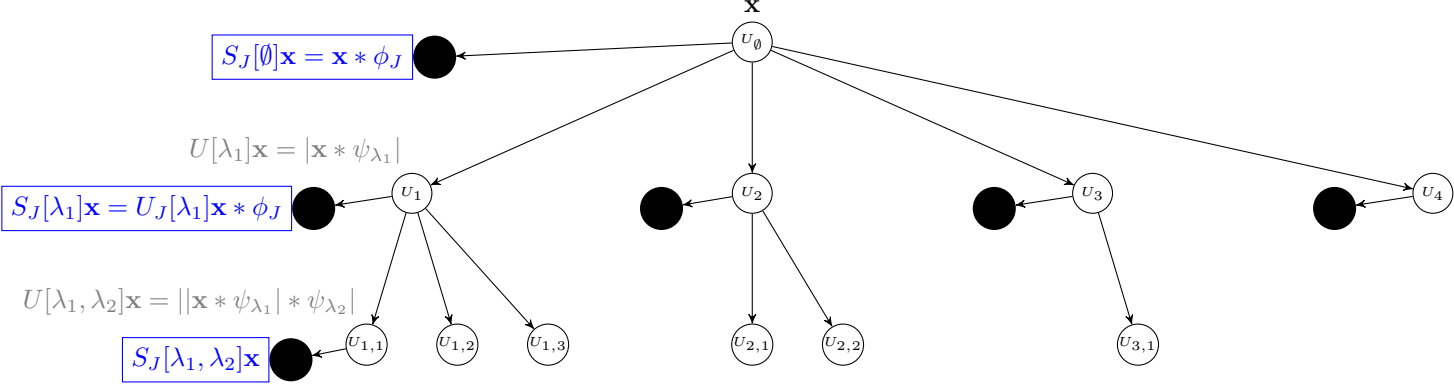 x
U_∅
S_J[∅]x = x ∗ ϕ_J
U[λ_1]x = |x ∗ ψ_{λ_1}|
U_1
U_2
U_3
U_4
S_J[λ_1]x = U_J[λ_1]x ∗ ϕ_J
U[λ_1, λ_2]x = ||x ∗ ψ_{λ_1}| ∗ ψ_{λ_2}|
U_{1,1}
U_{1,2}
U_{1,3}
U_{2,1}
U_{2,2}
U_{3,1}
S_J[λ_1, λ_2]x